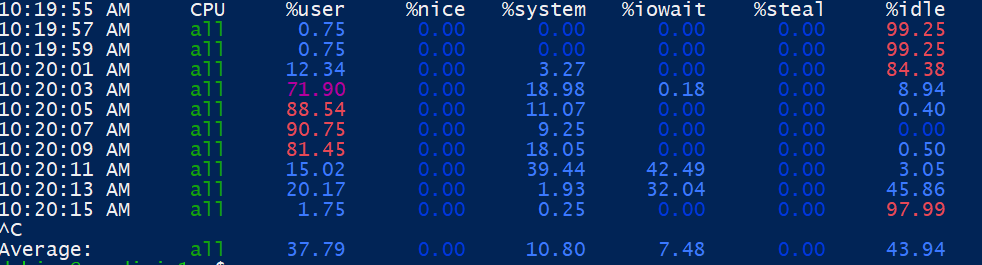 10:19:55 AM CPU %user %nice %system %iowait %steal %idle
10:19:57 AM all 0.75 0.00 0.00 0.00 0.00 99.25
10:19:59 AM all 0.75 0.00 0.00 0.00 0.00 99.25
10:20:01 AM all 12.34 0.00 3.27 0.00 0.00 84.38
10:20:03 AM all 71.90 0.00 18.98 0.18 0.00 8.94
10:20:05 AM all 88.54 0.00 11.07 0.00 0.00 0.40
10:20:07 AM all 90.75 0.00 9.25 0.00 0.00 0.00
10:20:09 AM all 81.45 0.00 18.05 0.00 0.00 0.50
10:20:11 AM all 15.02 0.00 39.44 42.49 0.00 3.05
10:20:13 AM all 20.17 0.00 1.93 32.04 0.00 45.86
10:20:15 AM all 1.75 0.00 0.25 0.00 0.00 97.99
^C
Average: all 37.79 0.00 10.80 7.48 0.00 43.94